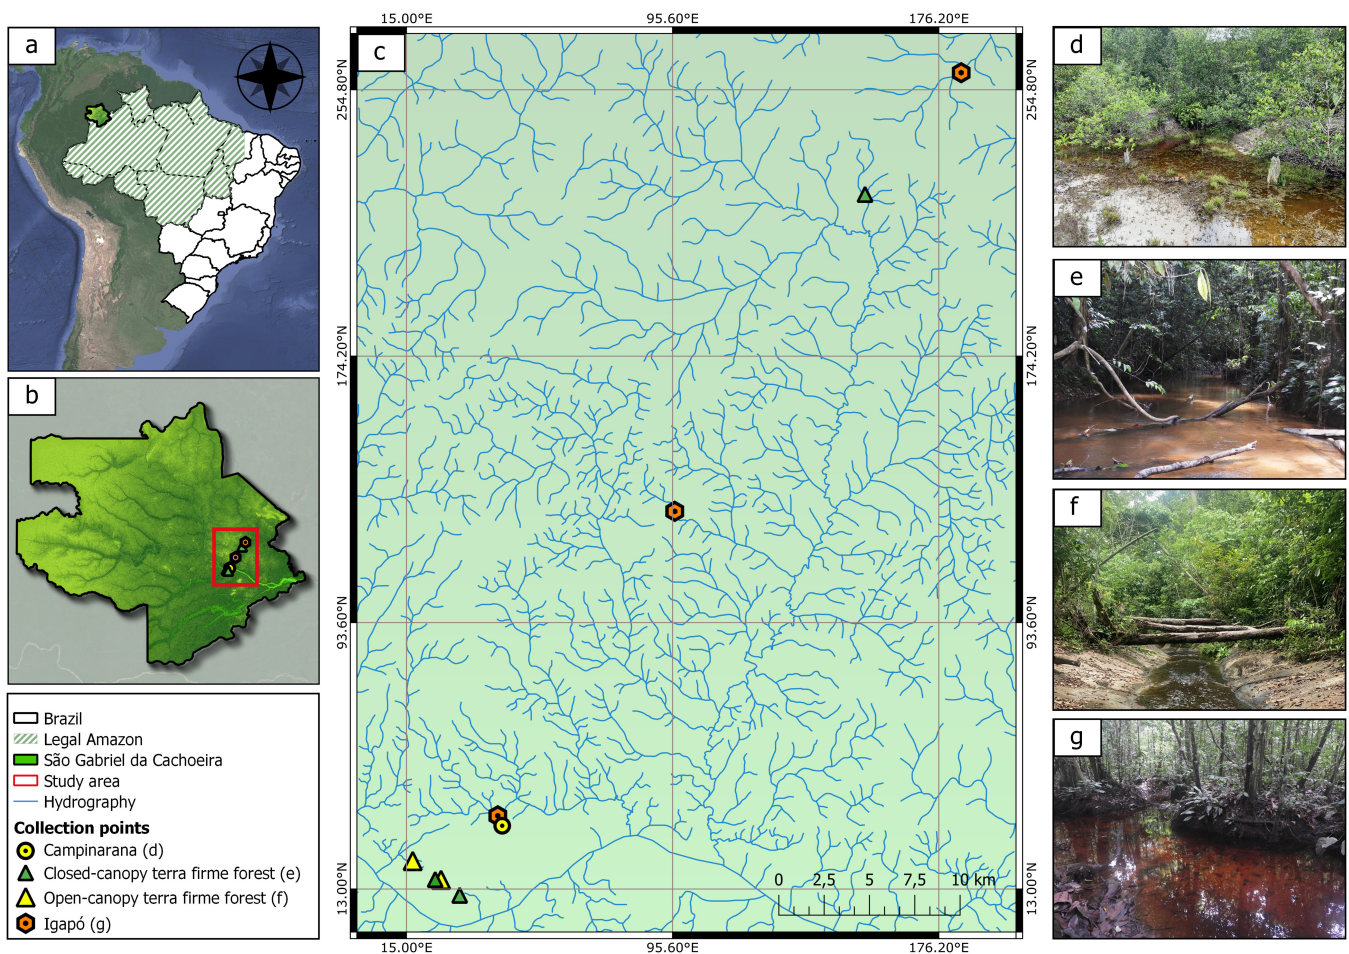 a
b
Brazil
Legal Amazon
São Gabriel da Cachoeira
Study area
Hydrography
Collection points
Campinarana (d)
Closed-canopy terra firme forest (e)
Open-canopy terra firme forest (f)
Igapó (g)
15.00°E 95.60°E 176.20°E
c
254.80°N 254.80°N
174.20°N 174.20°N
93.60°N 93.60°N
13.00°N 13.00°N
0 2,5 5 7,5 10 km
15.00°E 95.60°E 176.20°E
d
e
f
g